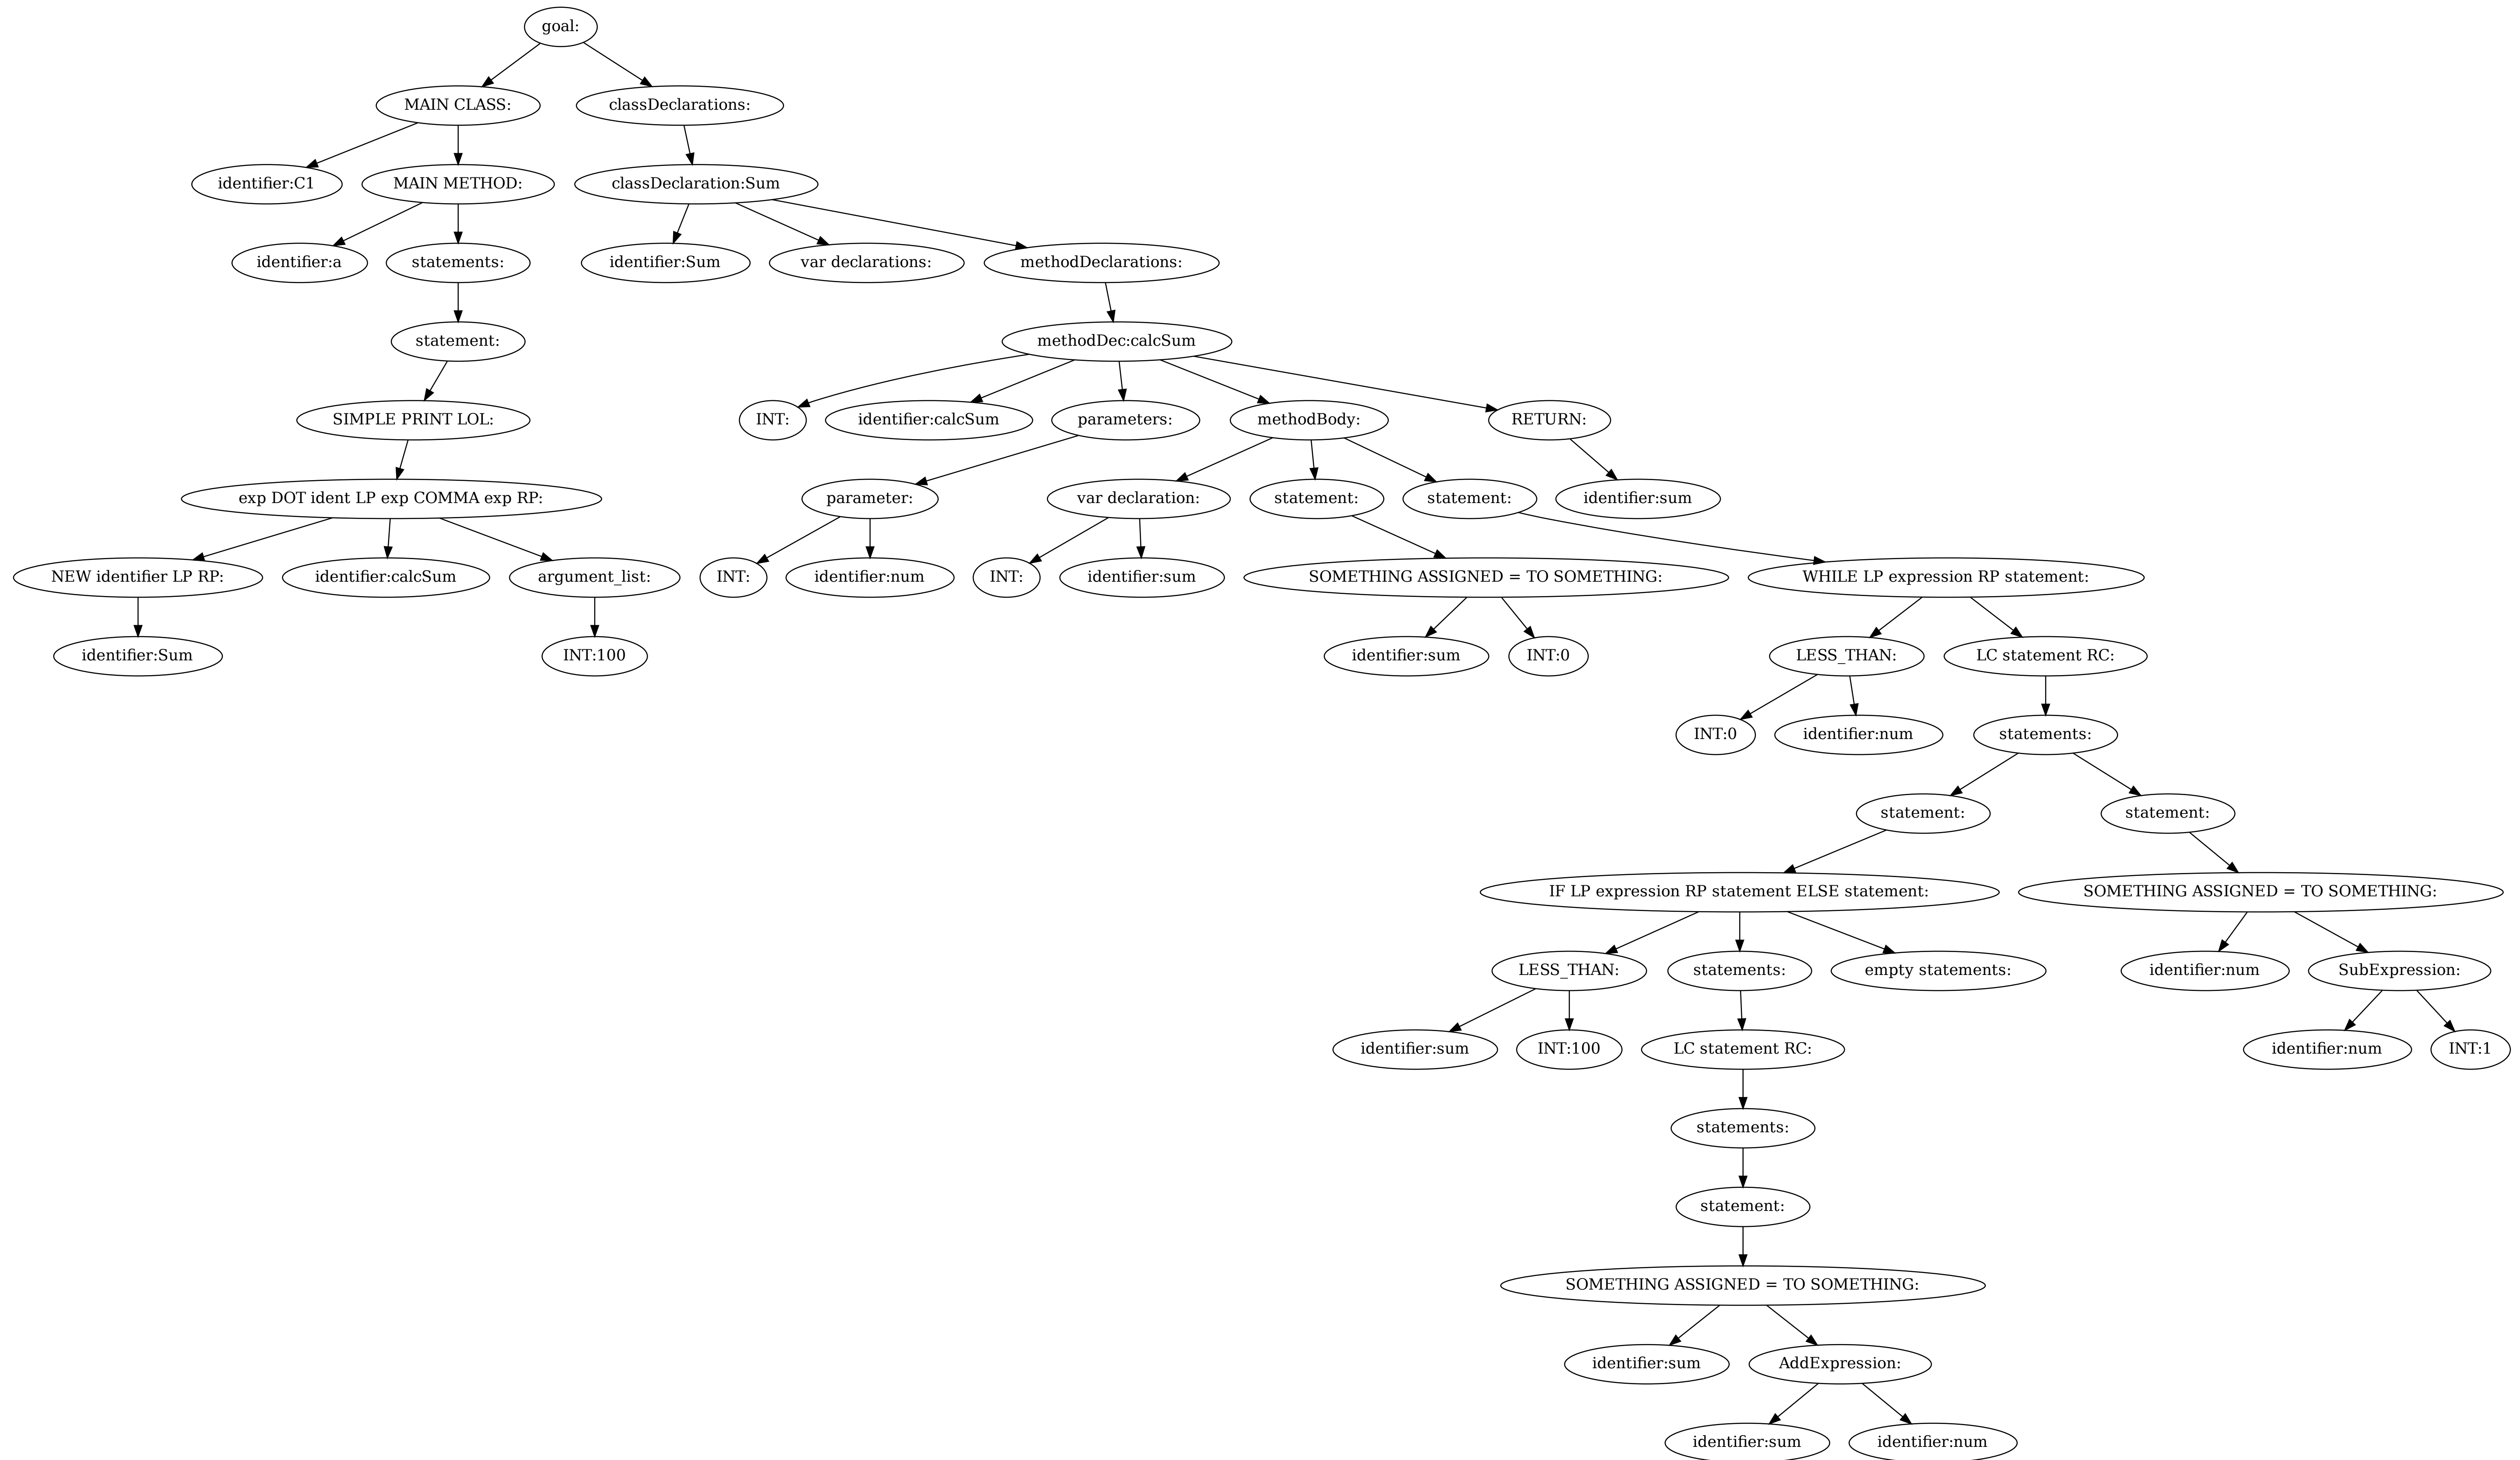 goal:
MAIN CLASS:
classDeclarations:
identifier:C1
MAIN METHOD:
classDeclaration:Sum
identifier:a
statements:
identifier:Sum
var declarations:
methodDeclarations:
statement:
methodDec:calcSum
SIMPLE PRINT LOL:
INT:
identifier:calcSum
parameters:
methodBody:
RETURN:
exp DOT ident LP exp COMMA exp RP:
parameter:
var declaration:
statement:
statement:
identifier:sum
NEW identifier LP RP:
identifier:calcSum
argument_list:
INT:
identifier:num
INT:
identifier:sum
SOMETHING ASSIGNED = TO SOMETHING:
WHILE LP expression RP statement:
identifier:Sum
INT:100
identifier:sum
INT:0
LESS_THAN:
LC statement RC:
INT:0
identifier:num
statements:
statement:
statement:
IF LP expression RP statement ELSE statement:
SOMETHING ASSIGNED = TO SOMETHING:
LESS_THAN:
statements:
empty statements:
identifier:num
SubExpression:
identifier:sum
INT:100
LC statement RC:
identifier:num
INT:1
statements:
statement:
SOMETHING ASSIGNED = TO SOMETHING:
identifier:sum
AddExpression:
identifier:sum
identifier:num